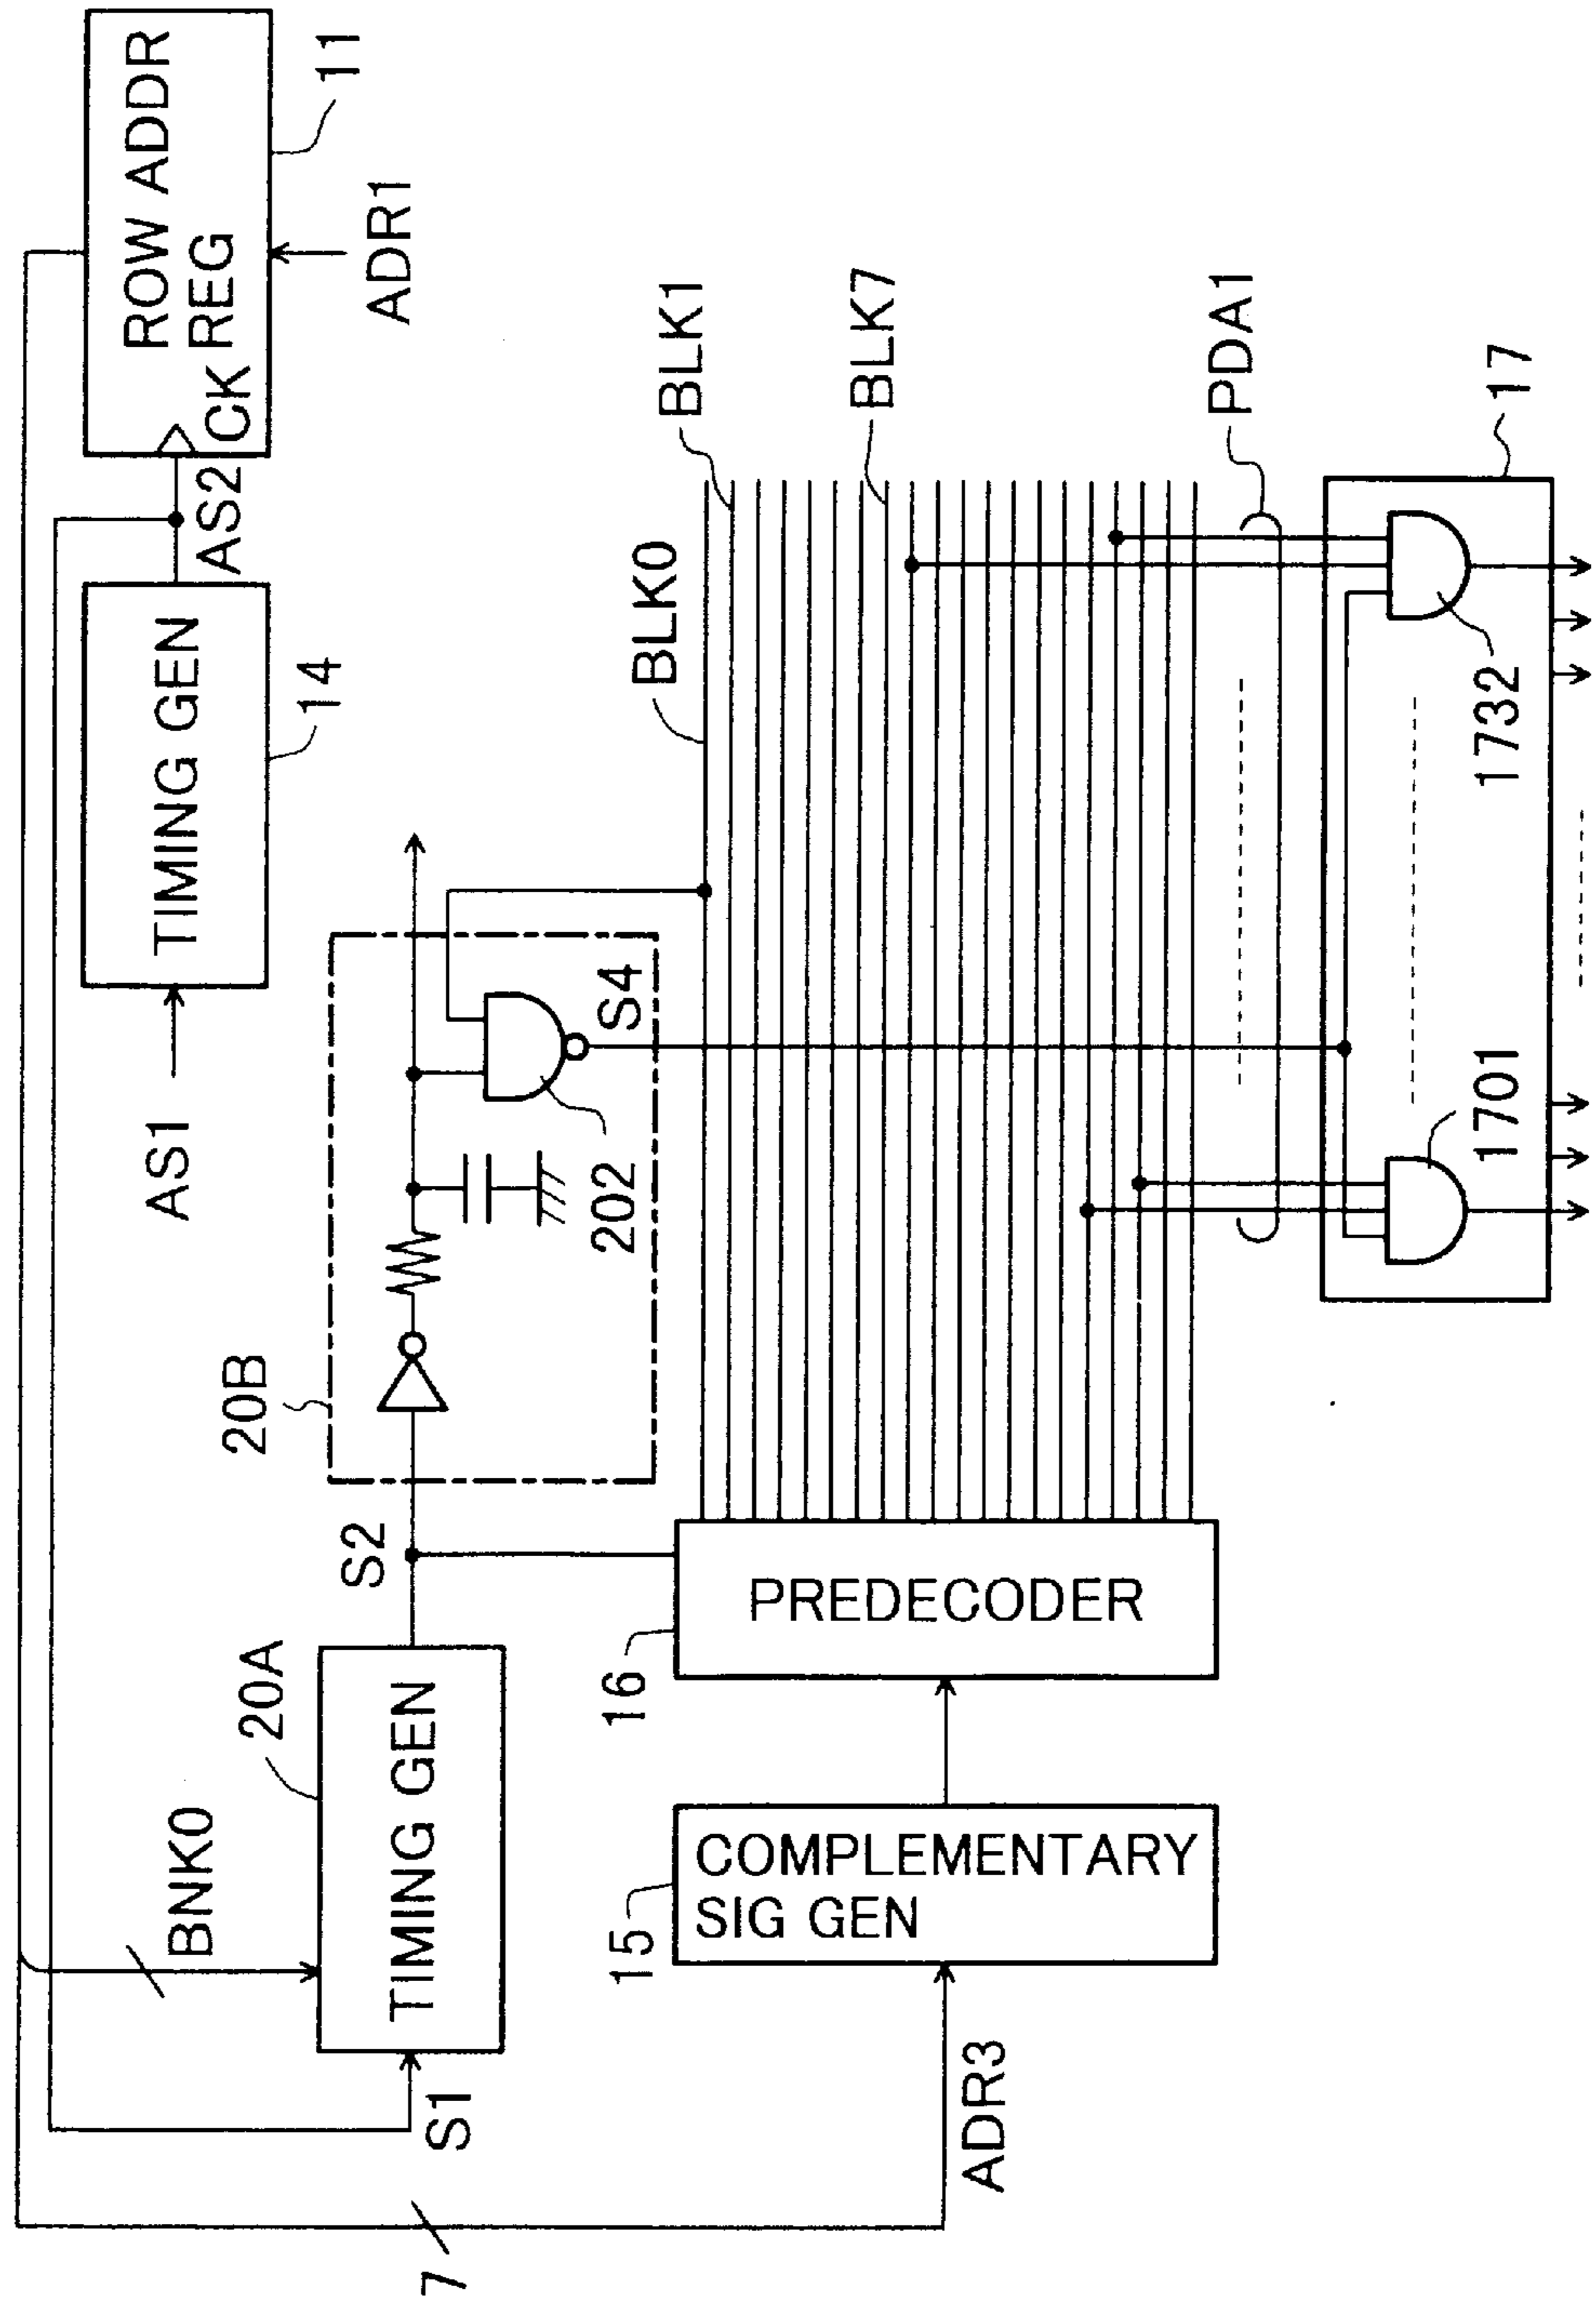 ROW ADDR
REG
CK
11
ADR1
AS2
TIMING GEN
14
AS1
BNK0
20A
TIMING GEN
S1
S2
20B
202
S4
BLK0
BLK1
BLK7
PDA1
16
PREDECODER
15
COMPLEMENTARY
SIG GEN
ADR3
7
17
1701
1732